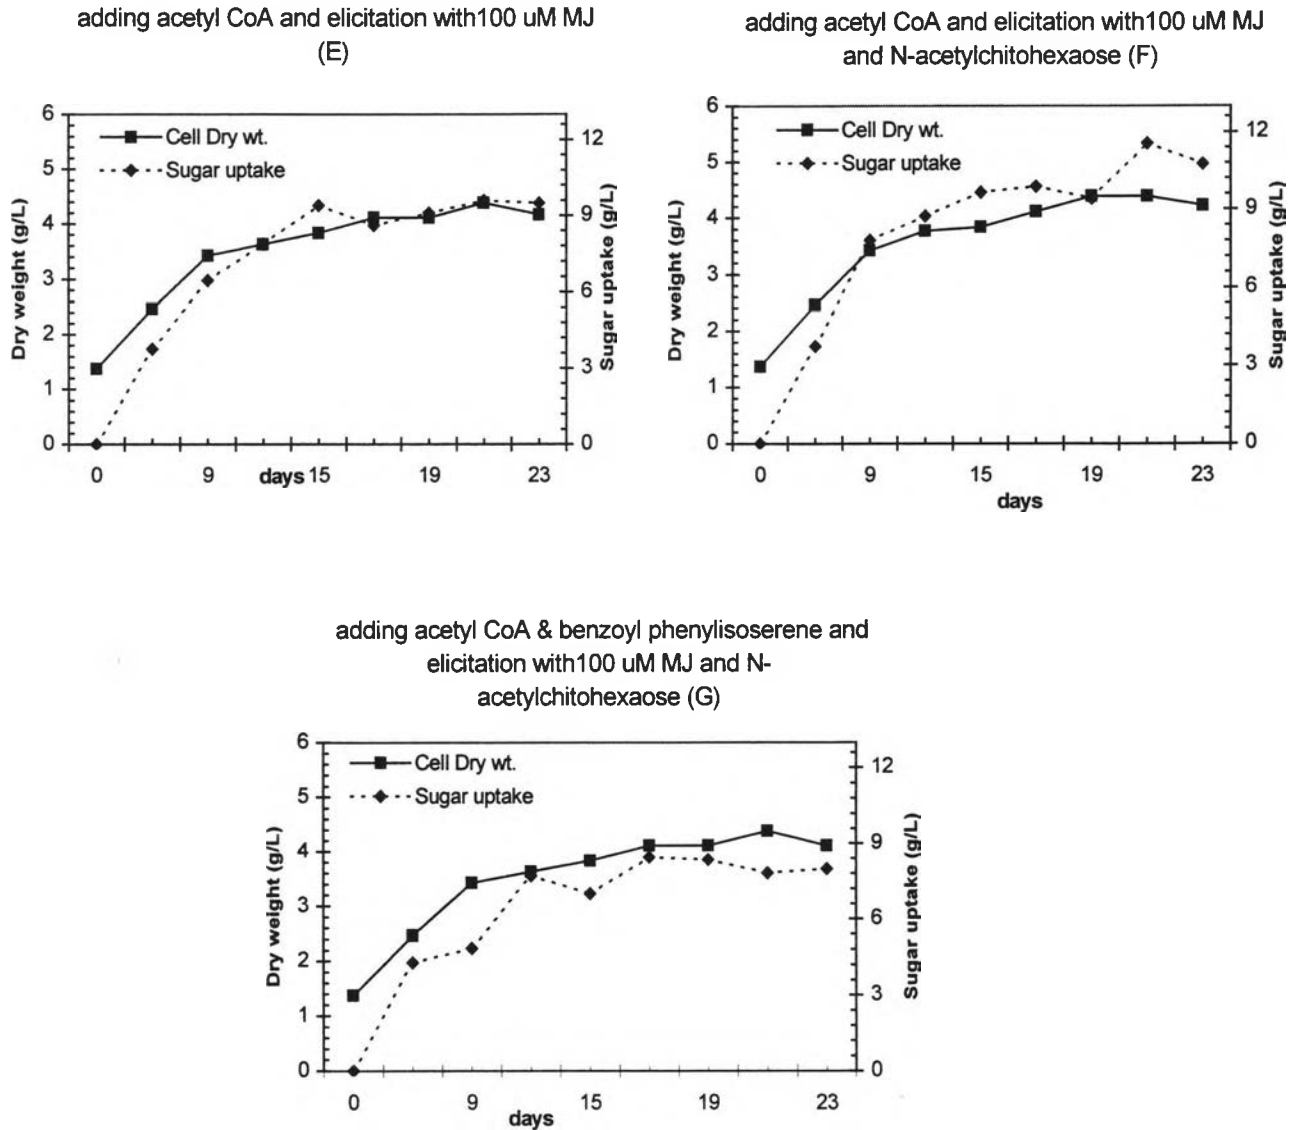 adding acetyl CoA and elicitation with100 uM MJ
(E)
6
5
4
3
2
1
0
Dry weight (g/L)
Cell Dry wt.
Sugar uptake
12
9
6
3
0
Sugar uptake (g/L)
0 9 15 19 23
days
adding acetyl CoA and elicitation with100 uM MJ
and N-acetylchitohexaose (F)
6
5
4
3
2
1
0
Dry weight (g/L)
Cell Dry wt.
Sugar uptake
12
9
6
3
0
Sugar uptake (g/L)
0 9 15 19 23
days
adding acetyl CoA & benzoyl phenylisoserene and
elicitation with100 uM MJ and N-
acetylchitohexaose (G)
6
5
4
3
2
1
0
Dry weight (g/L)
Cell Dry wt.
Sugar uptake
12
9
6
3
0
Sugar uptake (g/L)
0 9 15 19 23
days